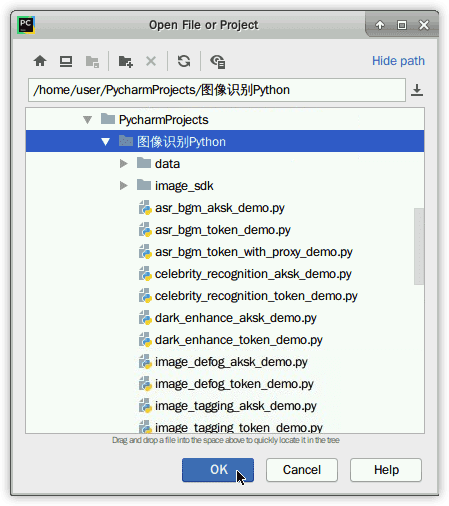 PC
Open File or Project
Hide path
/home/user/PycharmProjects/图像识别Python
PycharmProjects
图像识别Python
data
image_sdk
asr_bgm_aksk_demo.py
asr_bgm_token_demo.py
asr_bgm_token_with_proxy_demo.py
celebrity_recognition_aksk_demo.py
celebrity_recognition_token_demo.py
dark_enhance_aksk_demo.py
dark_enhance_token_demo.py
image_defog_aksk_demo.py
image_defog_token_demo.py
image_tagging_aksk_demo.py
image_tagging_token_demo.py
Drag and drop a file into the space above to quickly locate it in the tree
OK
Cancel
Help